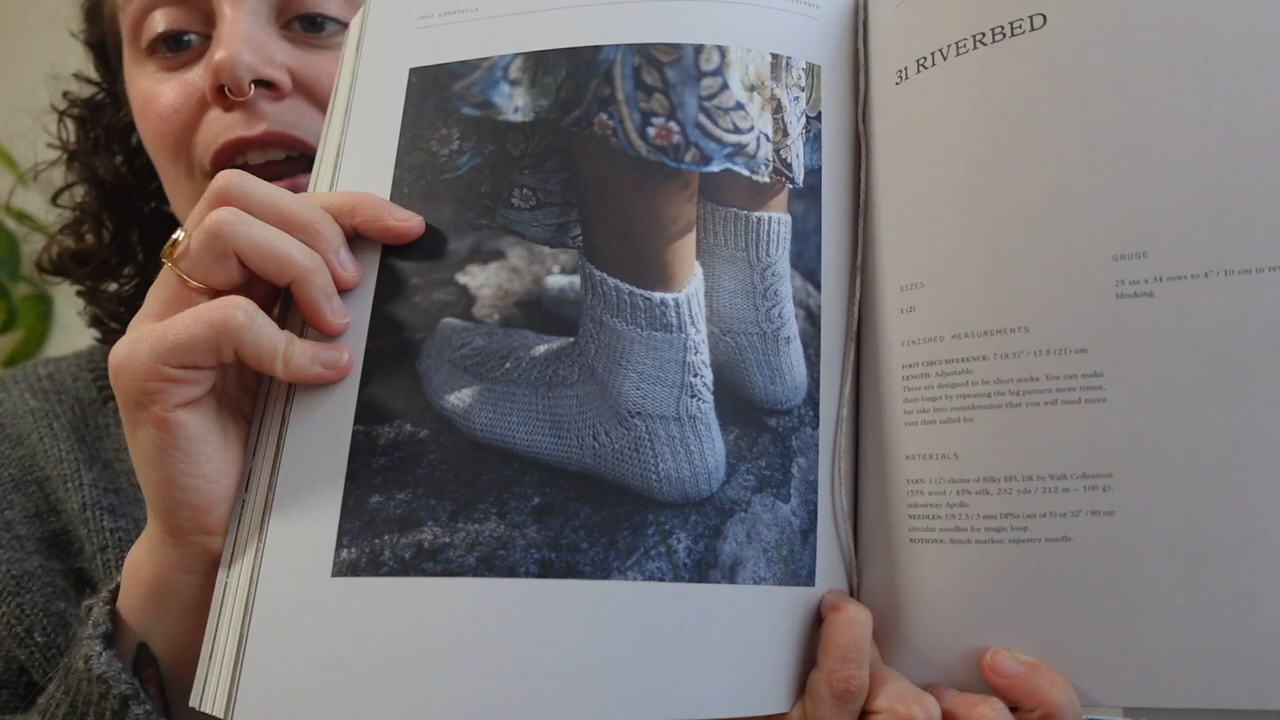 31 RIVERBED
SIZES
1 (2)
FINISHED MEASUREMENTS
FOOT CIRCUMFERENCE: 7 (8.5)" / 17.5 (21) cm.
LENGTH: Adjustable.
These are designed to be short socks. You can make
them longer by repeating the leg pattern more times,
but take into consideration that you will need more
yarn than called for.
MATERIALS
YARN: 1 (2) skeins of Silky BFL DK by Walk Collection
(55% wool / 45% silk, 232 yds / 212 m – 100 g),
colourway Apollo.
NEEDLES: US 2.5 / 3 mm DPNs (set of 5) or 32" / 80 cm
circular needles for magic loop.
NOTIONS: Stitch marker, tapestry needle.
GAUGE
25 sts x 34 rows to 4" / 10 cm in
blocking.